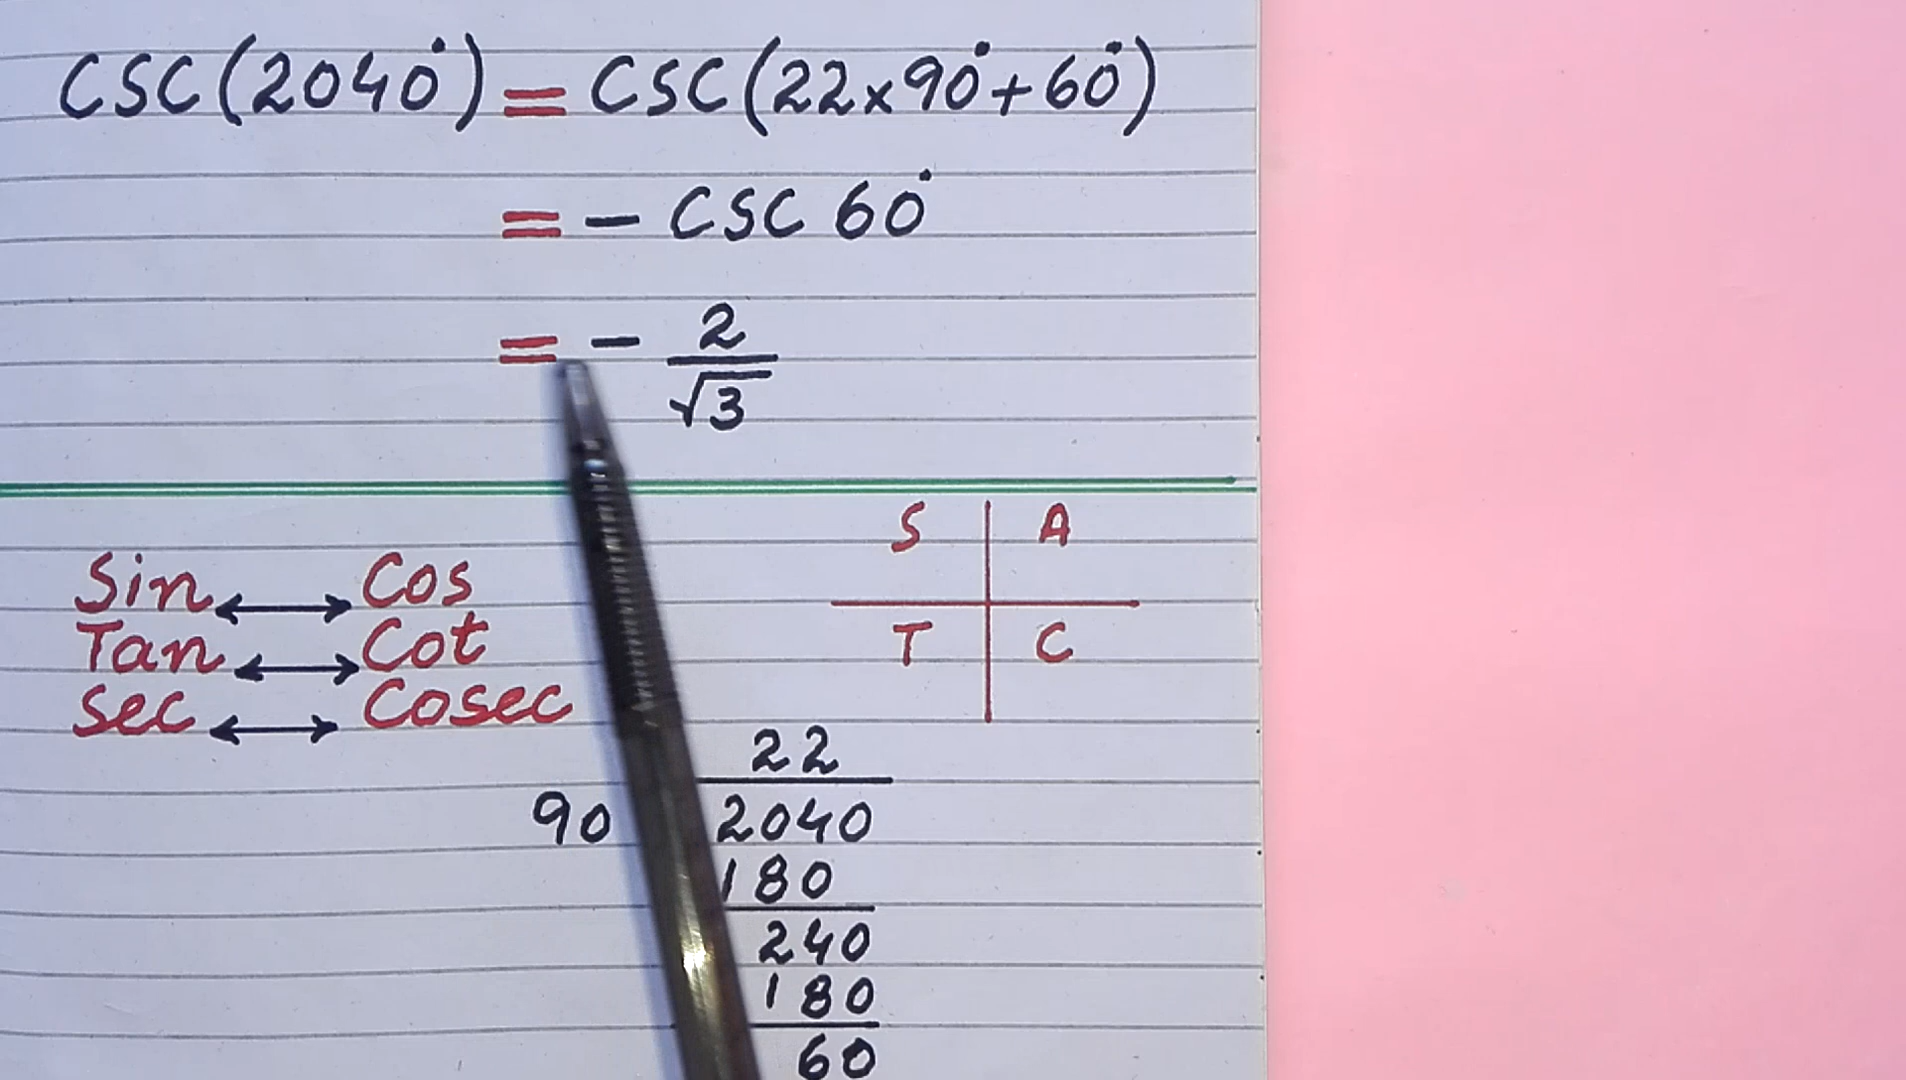 CSC(2040°) = CSC(22×90°+60°)
= - CSC 60°
= - 2/√3
S A
Sin ↔ Cos
Tan ↔ Cot
T C
Sec ↔ Cosec
22
90 2040
180
240
180
60